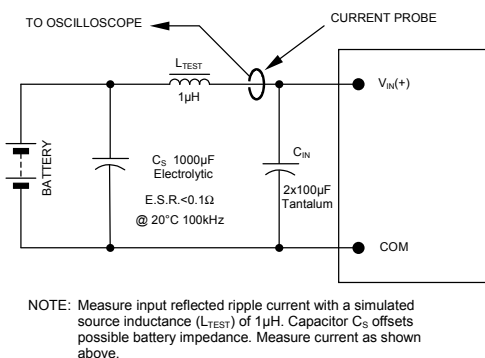 TO OSCILLOSCOPE
CURRENT PROBE
LTEST
1µH
VIN(+)
BATTERY
CS 1000µF
Electrolytic
E.S.R.<0.1Ω
@ 20°C 100kHz
CIN
2x100µF
Tantalum
COM
NOTE: Measure input reflected ripple current with a simulated
source inductance (LTEST) of 1µH. Capacitor CS offsets
possible battery impedance. Measure current as shown
above.